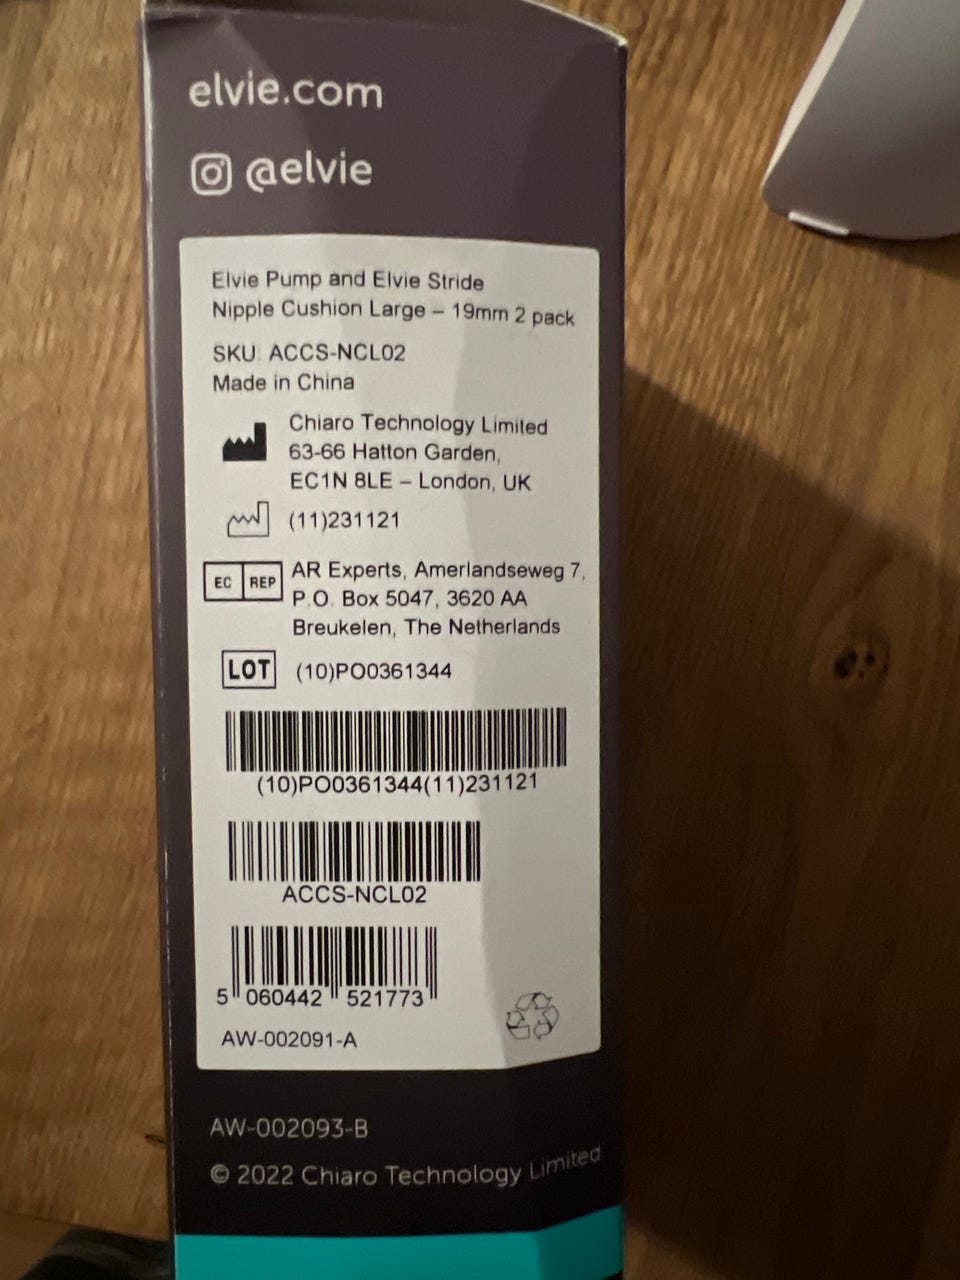 elvie.com
@elvie
Elvie Pump and Elvie Stride
Nipple Cushion Large – 19mm 2 pack
SKU: ACCS-NCL02
Made in China
Chiaro Technology Limited
63-66 Hatton Garden,
EC1N 8LE – London, UK
(11)231121
EC REP
AR Experts, Amerlandseweg 7,
P.O. Box 5047, 3620 AA
Breukelen, The Netherlands
LOT (10)PO0361344
(10)PO0361344(11)231121
ACCS-NCL02
5 060442 521773
AW-002091-A
AW-002093-B
© 2022 Chiaro Technology Limited